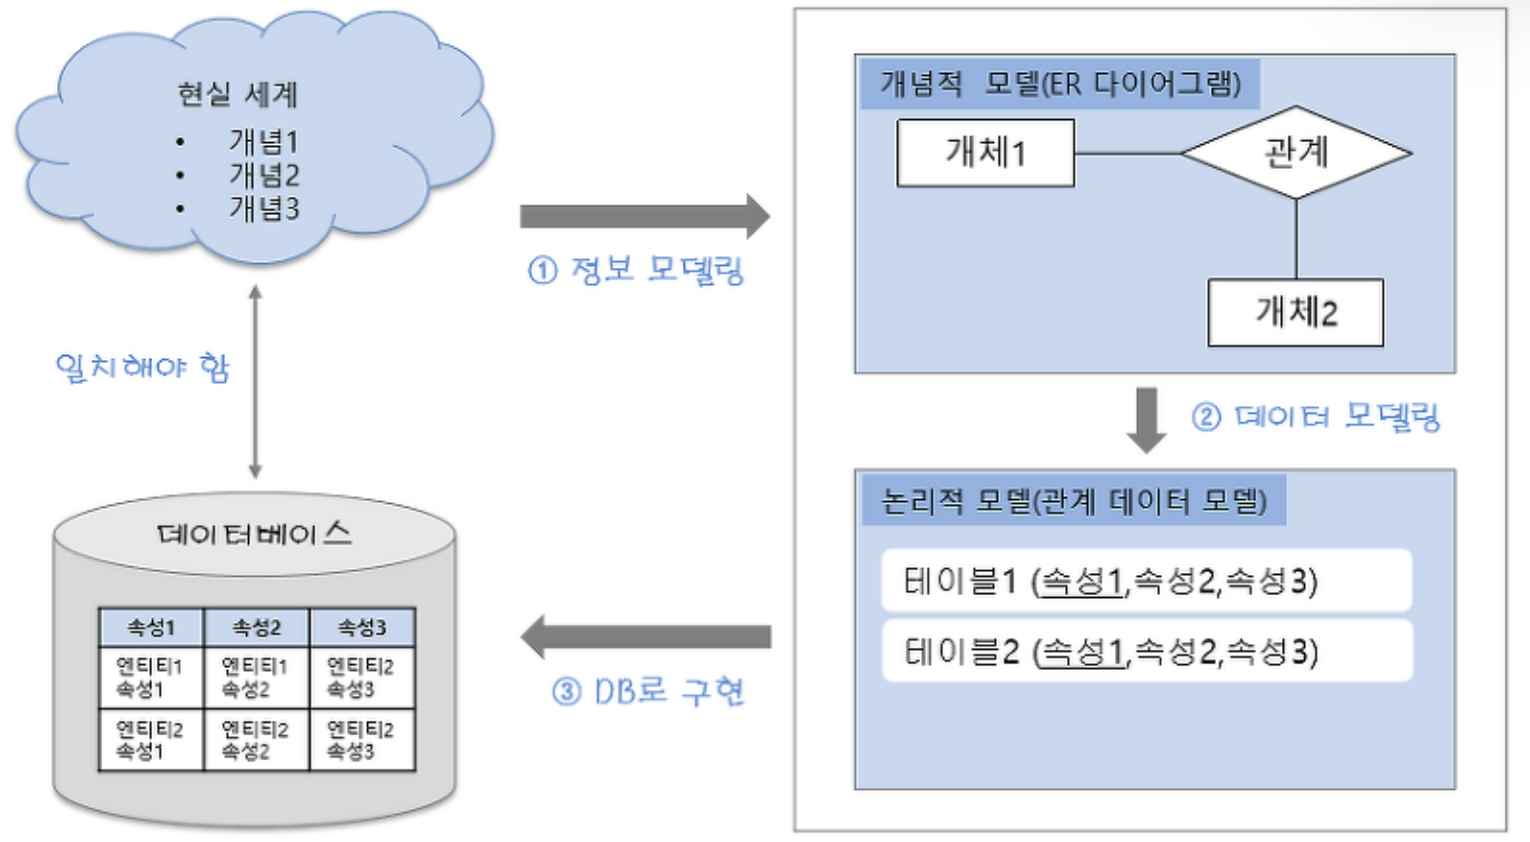 현실 세계
• 개념1
• 개념2
• 개념3
① 정보 모델링
개념적 모델(ER 다이어그램)
개체1
관계
개체2
② 데이터 모델링
논리적 모델(관계 데이터 모델)
테이블1 (속성1,속성2,속성3)
테이블2 (속성1,속성2,속성3)
③ DB로 구현
일치해야 함
데이터베이스
속성1 속성2 속성3
엔티티1 엔티티1 엔티티2
속성1 속성2 속성3
엔티티2 엔티티2 엔티티2
속성1 속성2 속성3